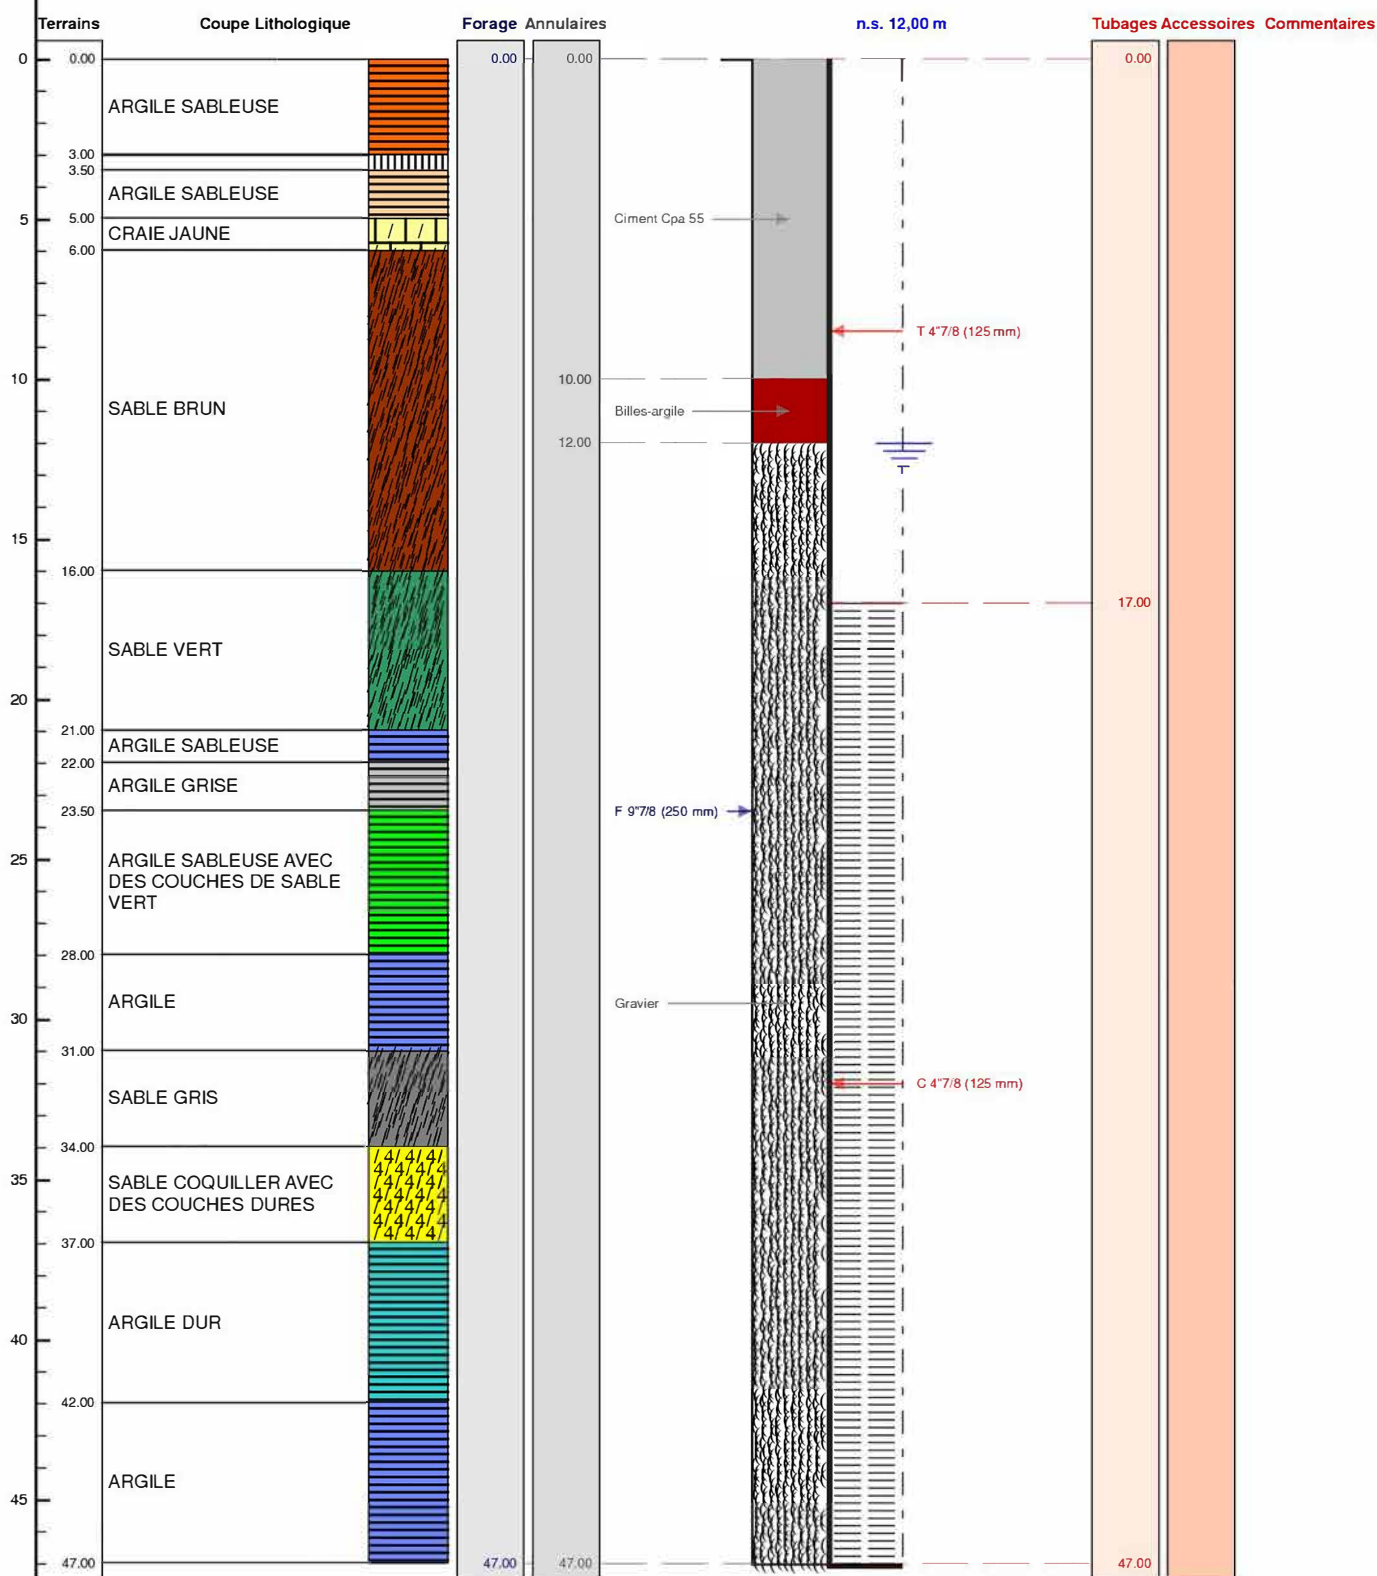 Terrains Coupe Lithologique Forage Annulaires n.s. 12,00 m Tubages Accessoires Commentaires
0 0.00 0.00 0.00 0.00
ARGILE SABLEUSE
3.00
3.50
ARGILE SABLEUSE
5 5.00 Ciment Cpa 55
CRAIE JAUNE
6.00
T 4"7/8 (125 mm)
10 10.00
SABLE BRUN Billes-argile
12.00
15
16.00
17.00
SABLE VERT
20
21.00
ARGILE SABLEUSE
22.00
ARGILE GRISE
23.50 F 9"7/8 (250 mm)
25 ARGILE SABLEUSE AVEC
DES COUCHES DE SABLE
VERT
28.00
ARGILE Gravier
30
31.00
C 4"7/8 (125 mm)
SABLE GRIS
34.00
35 SABLE COQUILLER AVEC
DES COUCHES DURES
37.00
ARGILE DUR
40
42.00
ARGILE
45
47.00 47.00 47.00 47.00